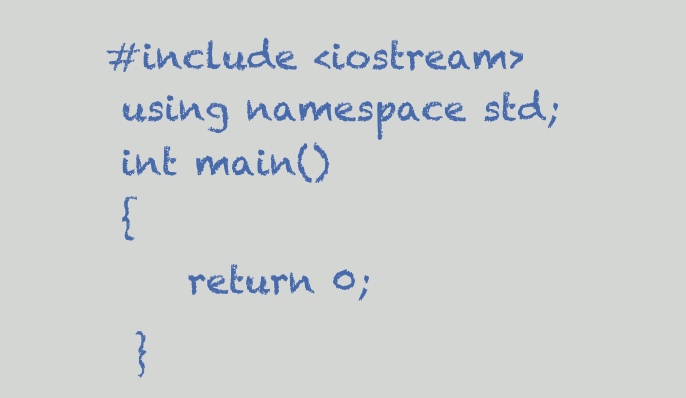 #include <iostream>
using namespace std;
int main()
{
return 0;
}